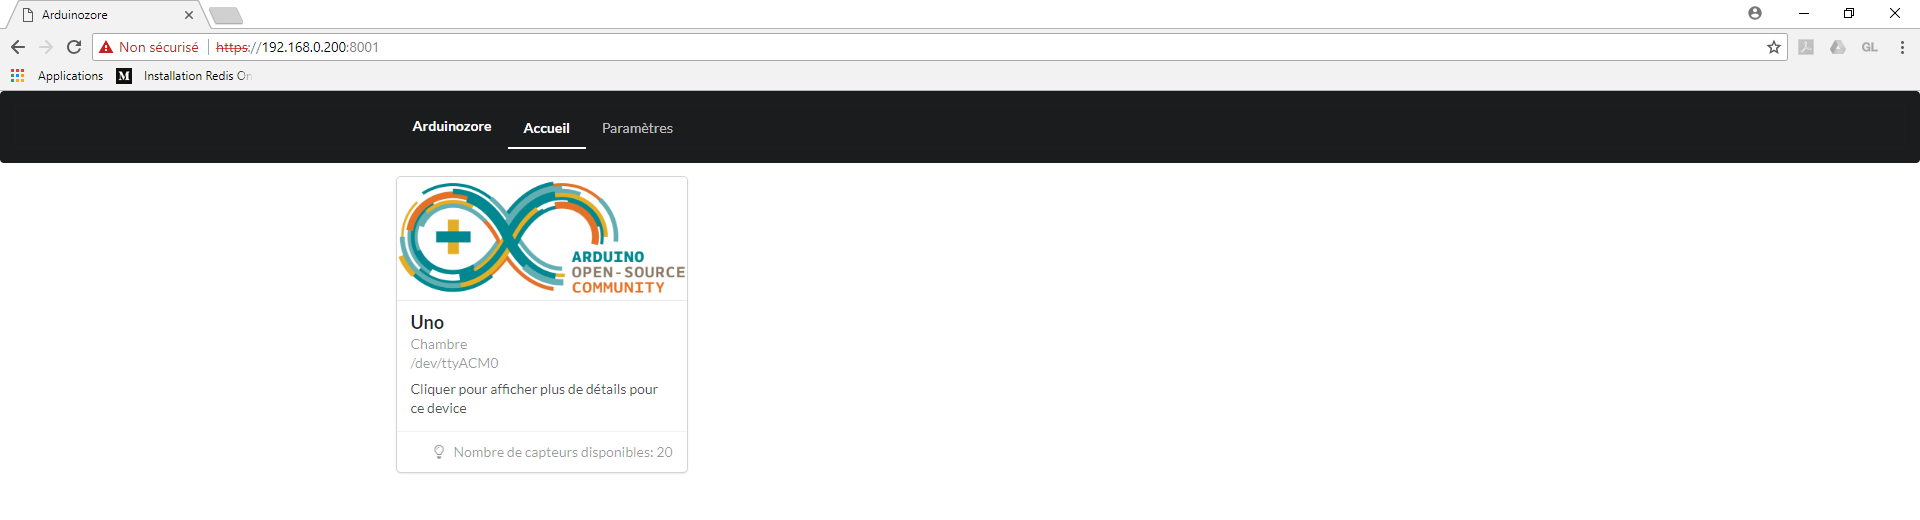 Arduinozore
Non sécurisé https://192.168.0.200:8001
GL
Applications M Installation Redis On
Arduinozore Accueil Paramètres
ARDUINO
OPEN-SOURCE
COMMUNITY
Uno
Chambre
/dev/ttyACM0
Cliquer pour afficher plus de détails pour
ce device
Nombre de capteurs disponibles: 20